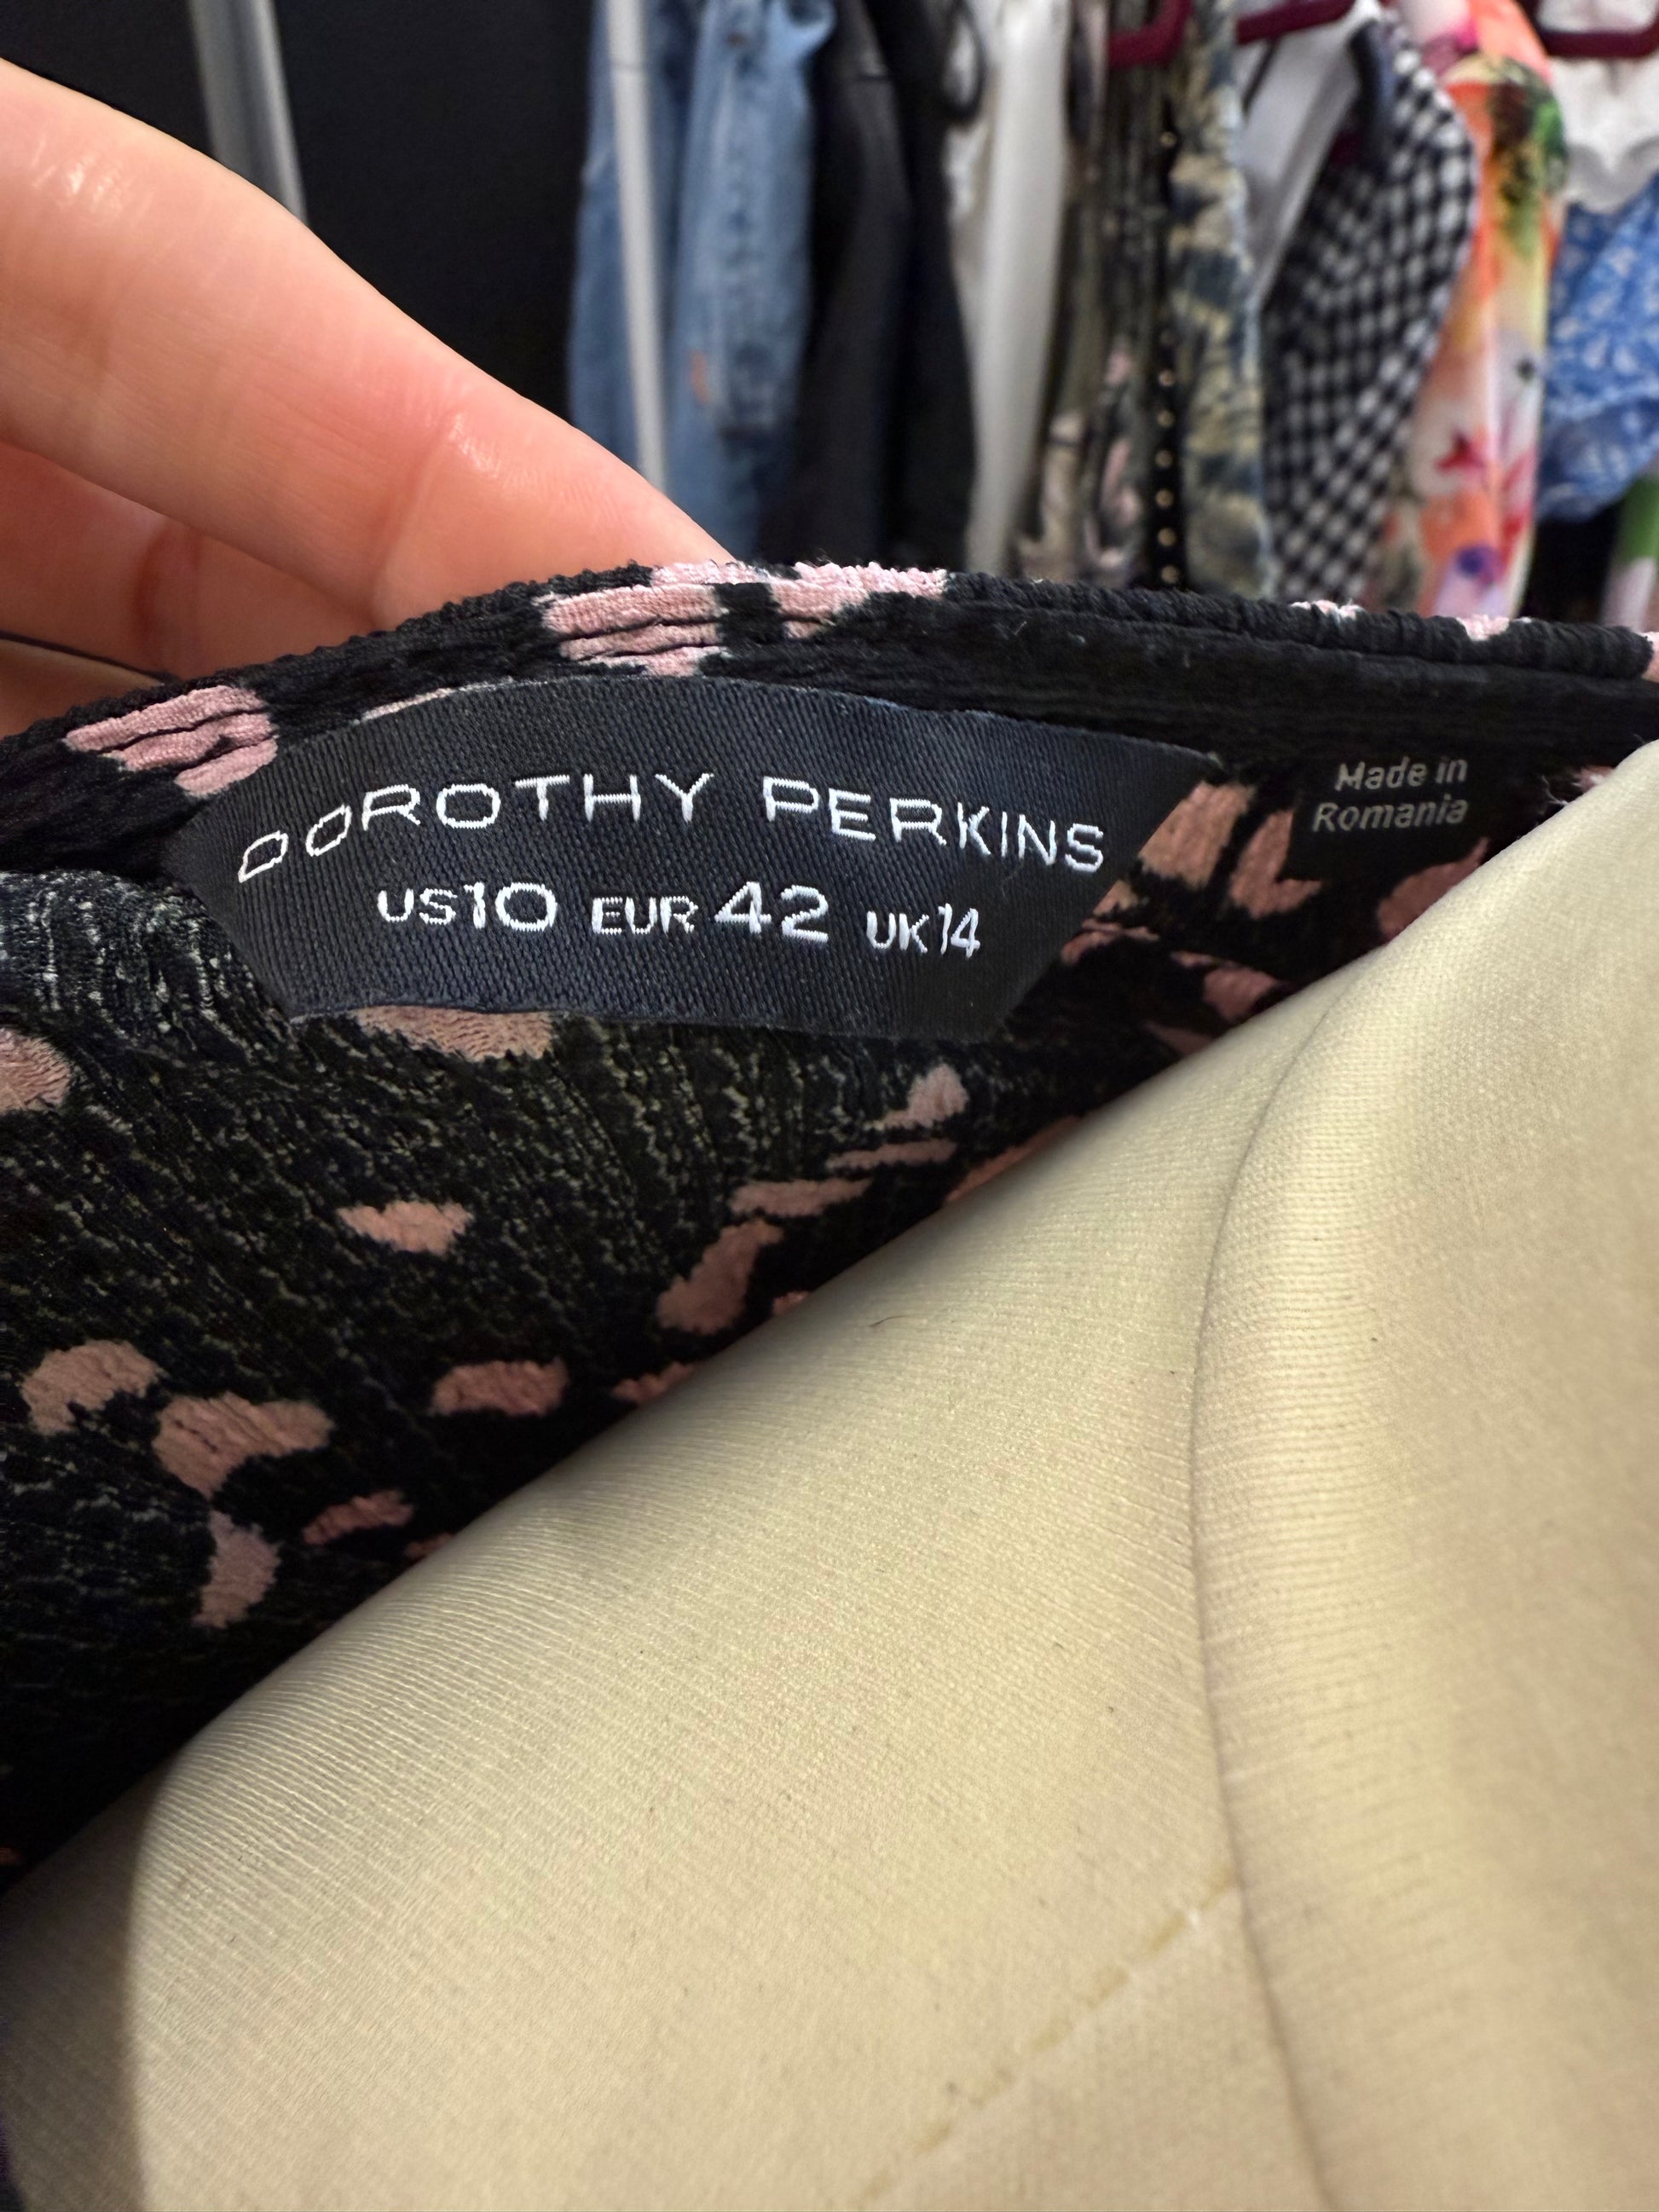 DOROTHY PERKINS
US10 EUR 42 UK14
Made in
Romania